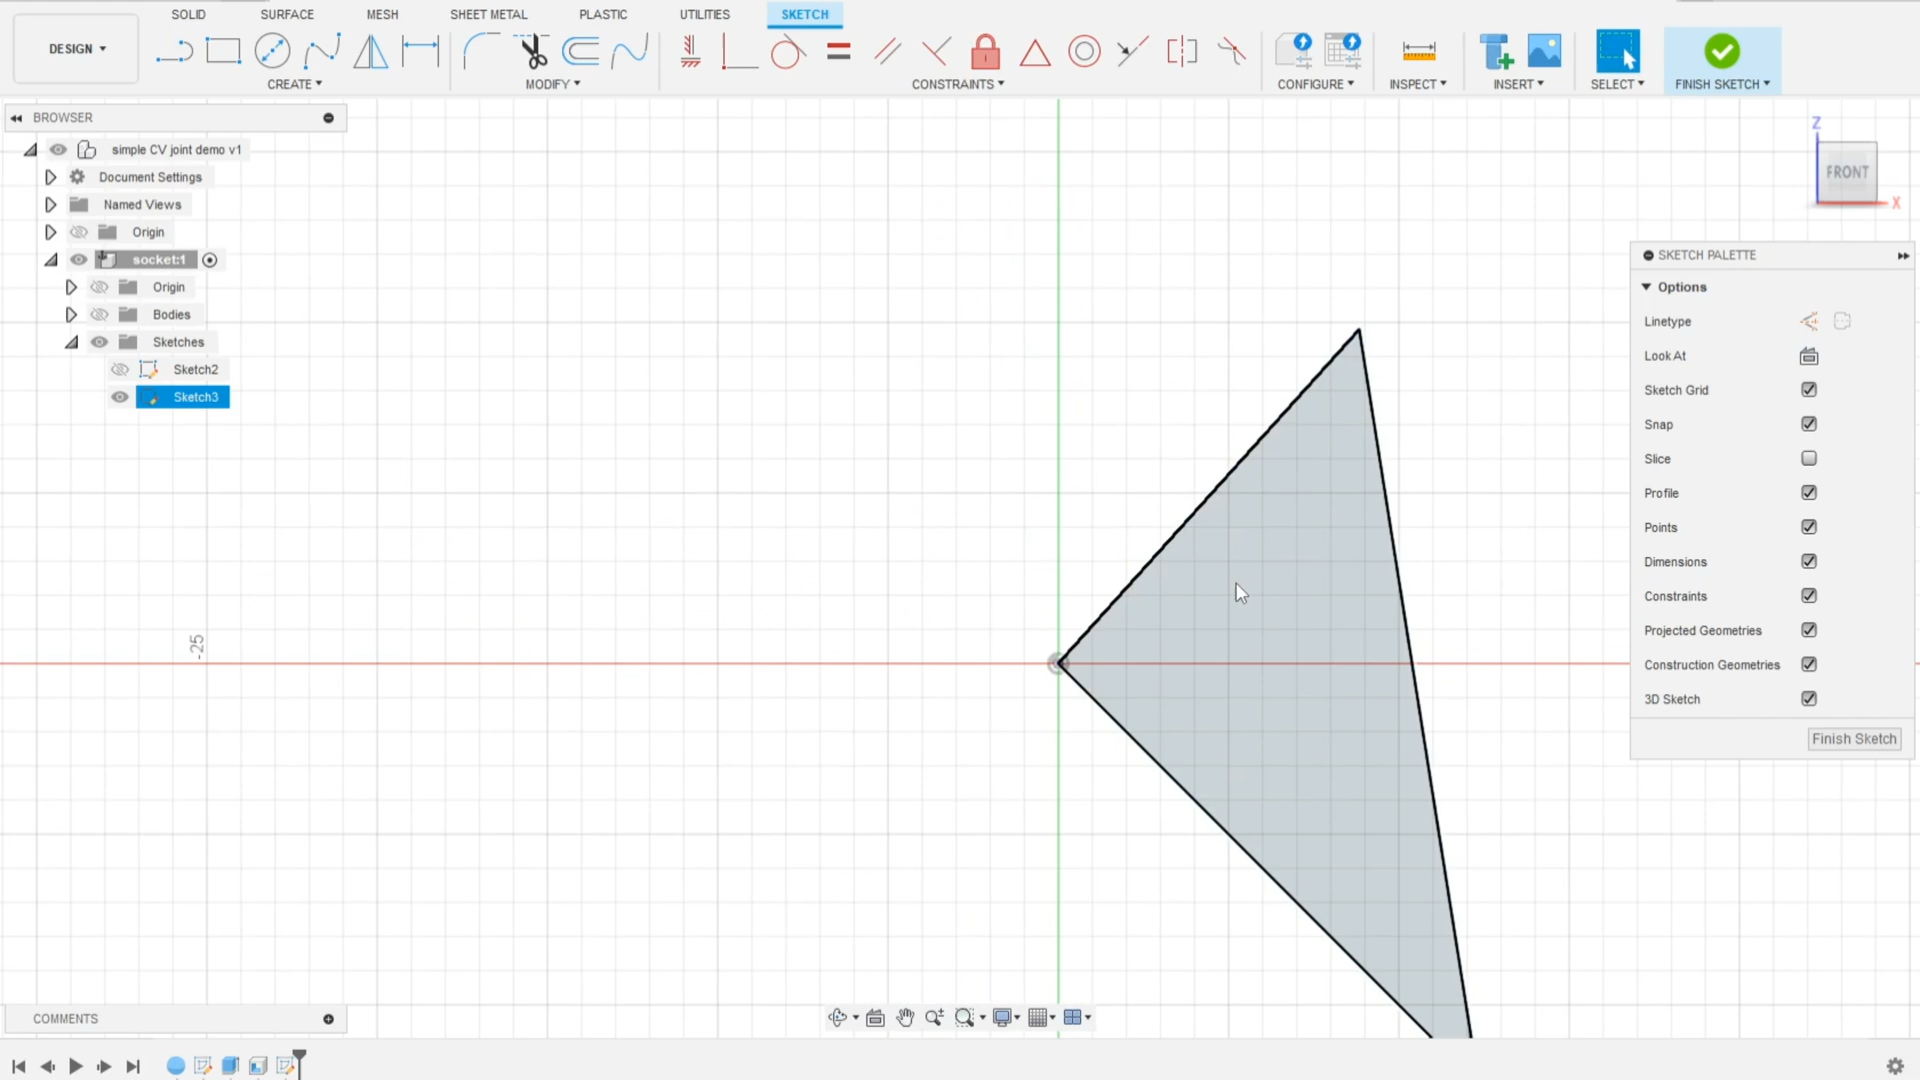 SOLID SURFACE MESH SHEET METAL PLASTIC UTILITIES SKETCH
DESIGN
CREATE MODIFY CONSTRAINTS CONFIGURE INSPECT INSERT SELECT FINISH SKETCH
BROWSER
simple CV joint demo v1
Document Settings
Named Views
Origin
socket:1
Origin
Bodies
Sketches
Sketch2
Sketch3
-25
Z
FRONT
X
SKETCH PALETTE
Options
Linetype
Look At
Sketch Grid
Snap
Slice
Profile
Points
Dimensions
Constraints
Projected Geometries
Construction Geometries
3D Sketch
Finish Sketch
COMMENTS